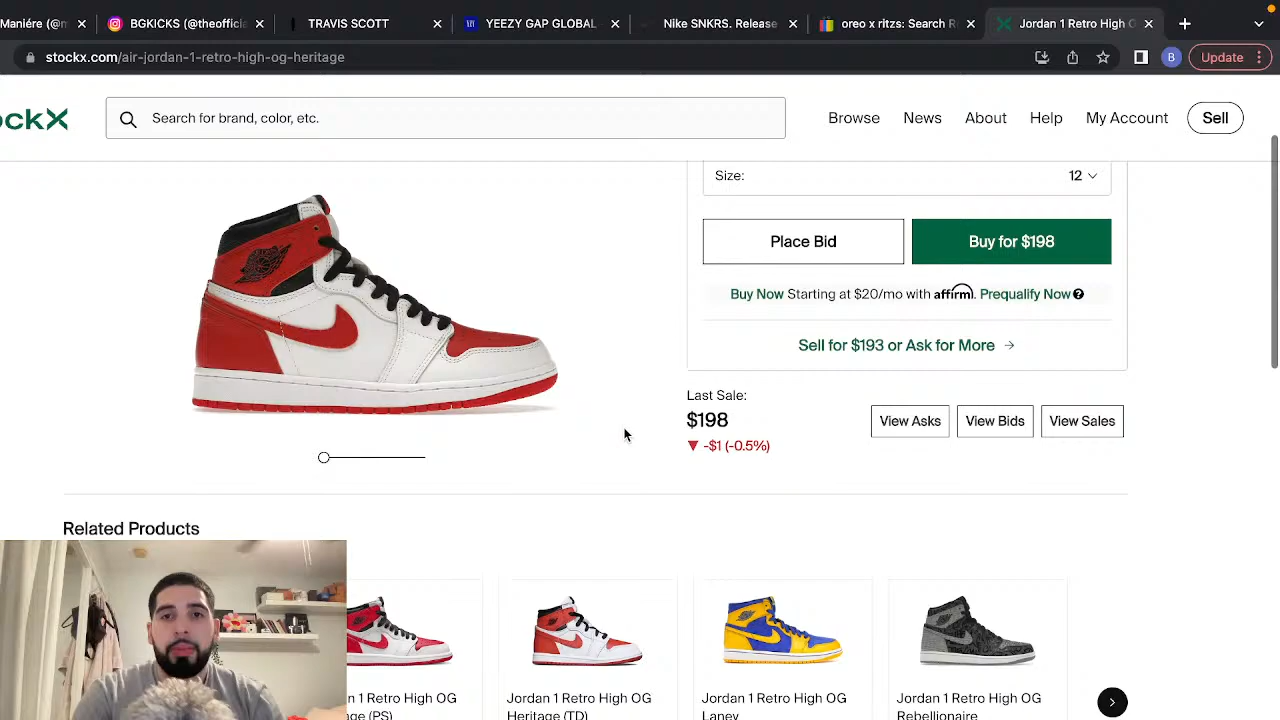 Maniére (@m
BGKICKS (@theofficia
TRAVIS SCOTT
YEEZY GAP GLOBAL
Nike SNKRS. Release
oreo x ritzs: Search R
Jordan 1 Retro High O
stockx.com/air-jordan-1-retro-high-og-heritage
B
Update
ockX
Search for brand, color, etc.
Browse
News
About
Help
My Account
Sell
Size:
12
Place Bid
Buy for $198
Buy Now Starting at $20/mo with affirm. Prequalify Now
Sell for $193 or Ask for More
Last Sale:
$198
-$1 (-0.5%)
View Asks
View Bids
View Sales
Related Products
age (PS)
Jordan 1 Retro High OG
Heritage (TD)
Jordan 1 Retro High OG
Laney
Jordan 1 Retro High OG
Rebellionaire